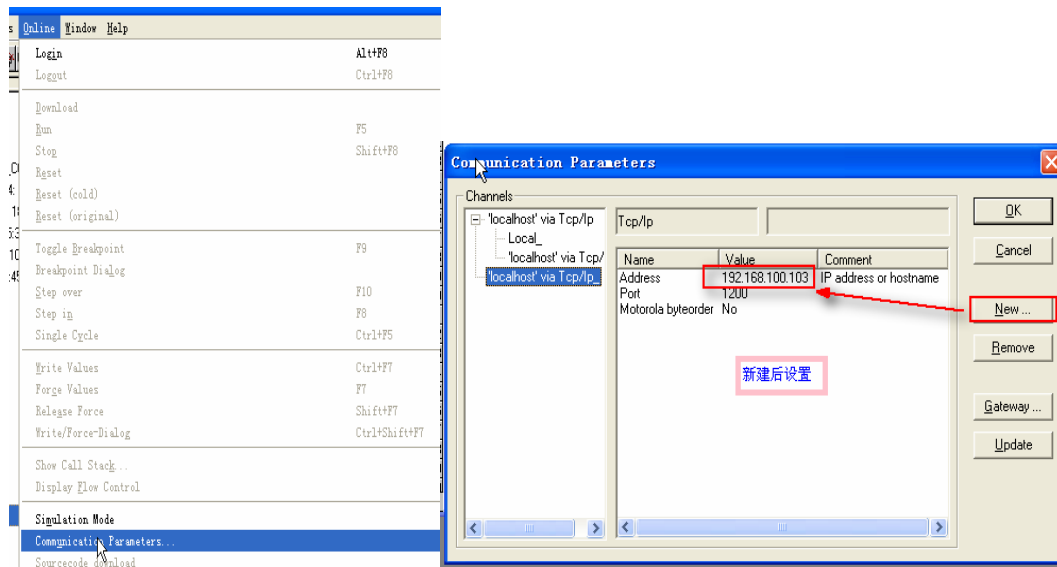 s Online Window Help
Login Alt+F8
Logout Ctrl+F8
Download
Run F5
Stop Shift+F8
Reset
Reset (cold)
Reset (original)
Toggle Breakpoint F9
Breakpoint Dialog
Step over F10
Step in F8
Single Cycle Ctrl+F5
Write Values Ctrl+F7
Force Values F7
Release Force Shift+F7
Write/Force-Dialog Ctrl+Shift+F7
Show Call Stack...
Display Flow Control
Simulation Mode
Communication Parameters...
Sourcecode download
Communication Parameters
Channels
'localhost' via Tcp/Ip
Local_
'localhost' via Tcp/
'localhost' via Tcp/Ip_
Tcp/Ip
Name Value Comment
Address 192.168.100.103 IP address or hostname
Port 1200
Motorola byteorder No
新建后设置
OK
Cancel
New ...
Remove
Gateway ...
Update